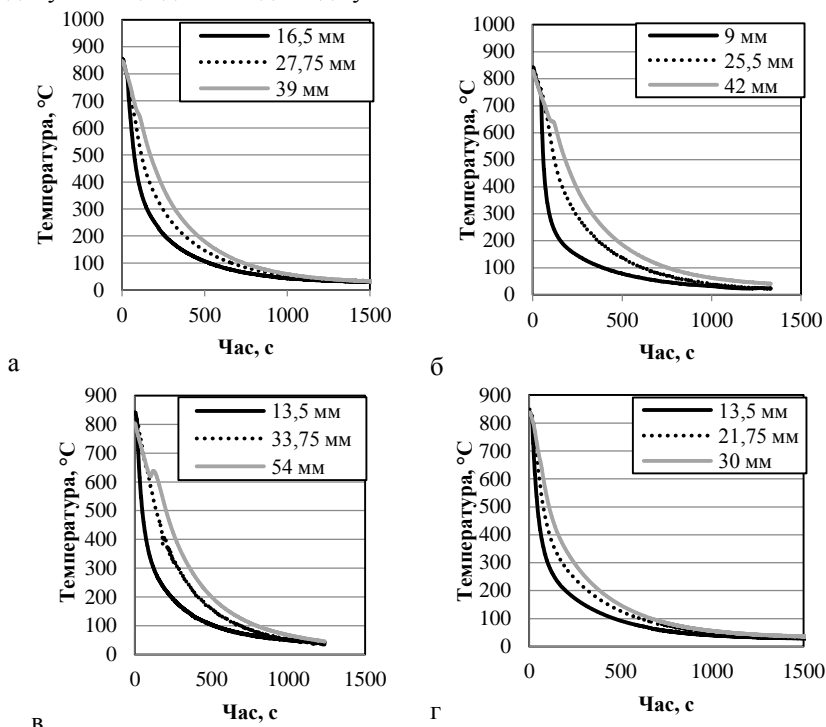 1000
900
800
700
600
500
400
300
200
100
0
Температура, °С
16,5 мм
27,75 мм
39 мм
0 500 1000 1500
Час, с
а
1000
900
800
700
600
500
400
300
200
100
0
Температура, °С
9 мм
25,5 мм
42 мм
0 500 1000 1500
Час, с
б
900
800
700
600
500
400
300
200
100
0
Температура, °С
13,5 мм
33,75 мм
54 мм
0 500 1000 1500
Час, с
в
900
800
700
600
500
400
300
200
100
0
Температура, °С
13,5 мм
21,75 мм
30 мм
0 500 1000 1500
Час, с
г